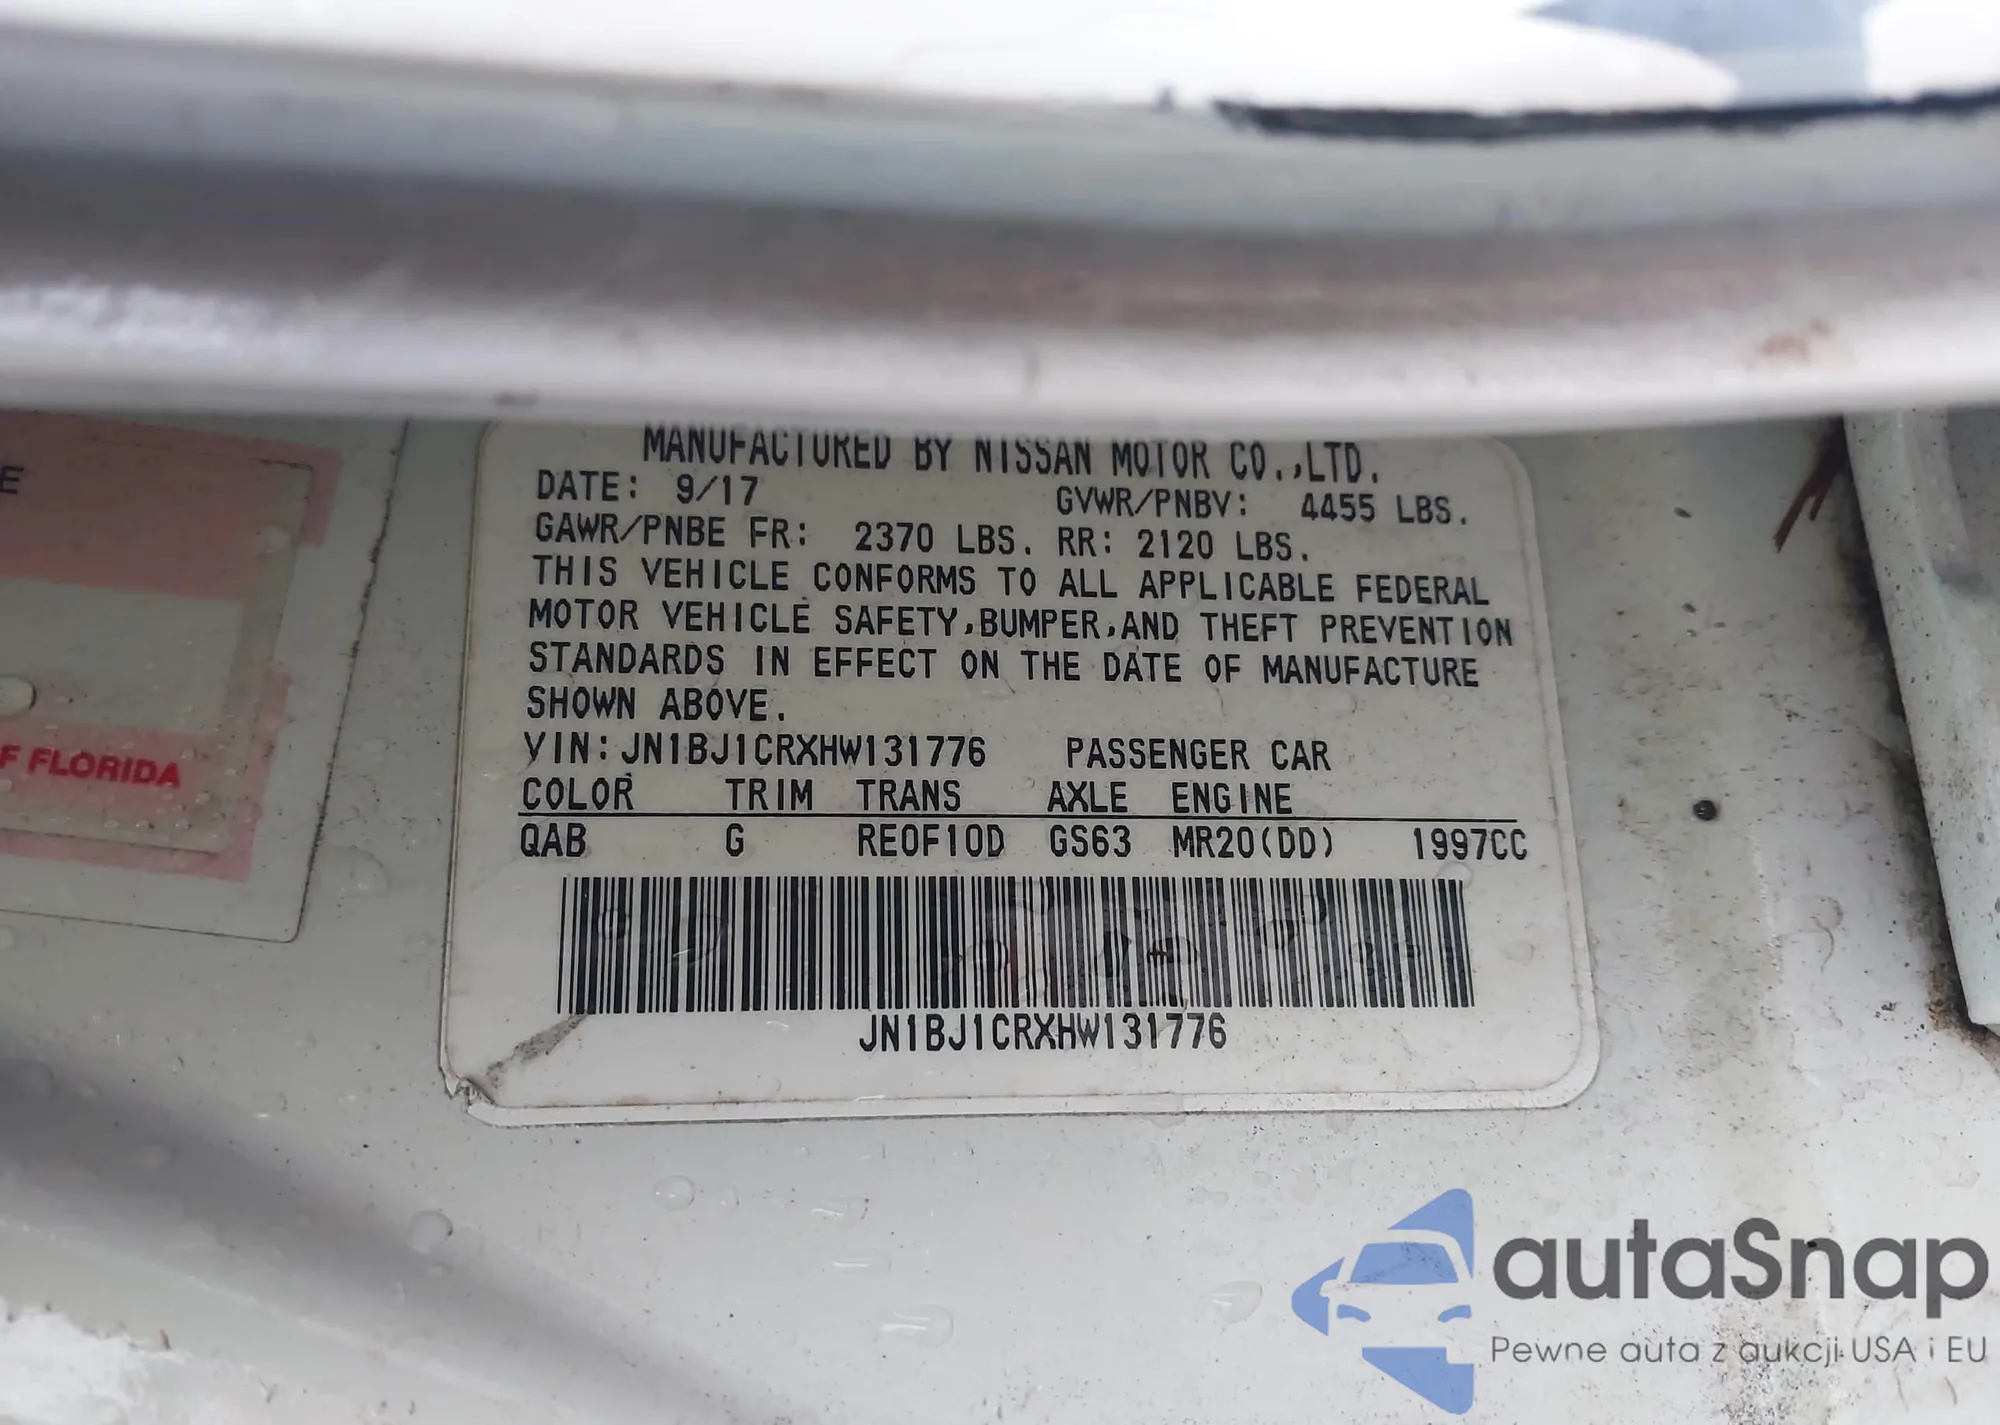 E
F FLORIDA
MANUFACTURED BY NISSAN MOTOR CO.,LTD.
DATE: 9/17 GVWR/PNBV: 4455 LBS.
GAWR/PNBE FR: 2370 LBS. RR: 2120 LBS.
THIS VEHICLE CONFORMS TO ALL APPLICABLE FEDERAL
MOTOR VEHICLE SAFETY,BUMPER,AND THEFT PREVENTION
STANDARDS IN EFFECT ON THE DATE OF MANUFACTURE
SHOWN ABOVE.
VIN:JN1BJ1CRXHW131776 PASSENGER CAR
COLOR TRIM TRANS AXLE ENGINE
QAB G RE0F10D GS63 MR20(DD) 1997CC
JN1BJ1CRXHW131776
autaSnap
Pewne auta z aukcji USA i EU